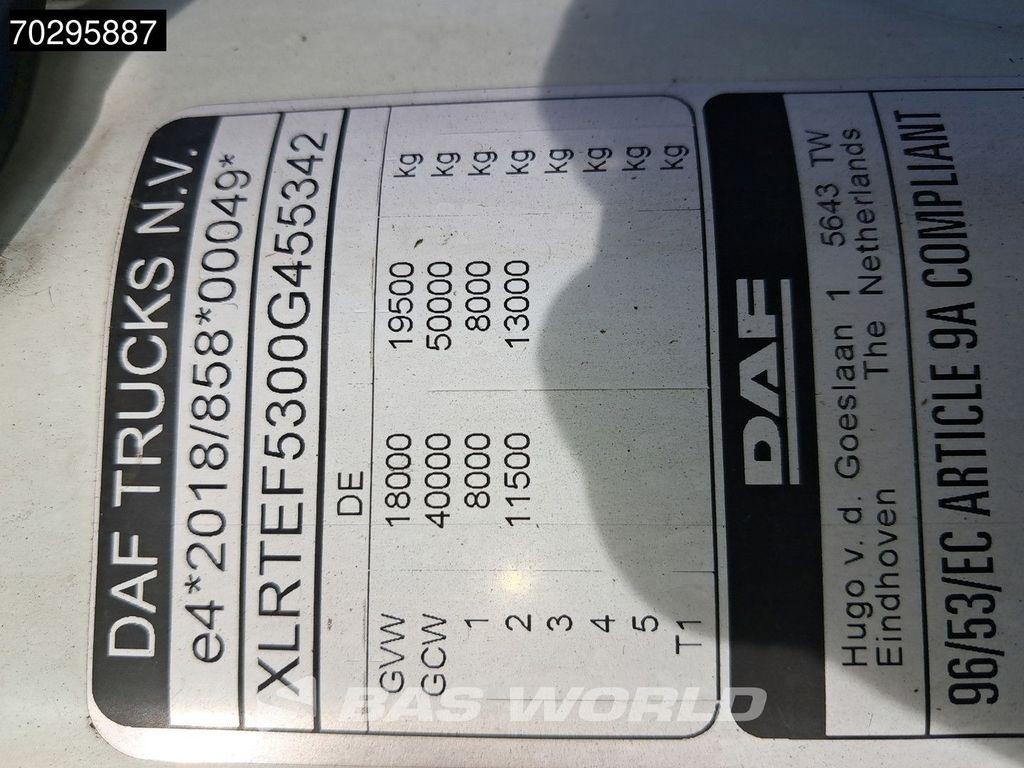 70295887
DAF TRUCKS N.V.
e4*2018/858*00049*
XLRTEF5300G455342
DE
GVW 18000 19500 kg
GCW 40000 50000 kg
1 8000 8000 kg
2 11500 13000 kg
3 kg
4 kg
5 kg
T1 kg
DAF
Hugo v. d. Goeslaan 1 5643 TW
Eindhoven The Netherlands
96/53/EC ARTICLE 9A COMPLIANT
BAS WORLD